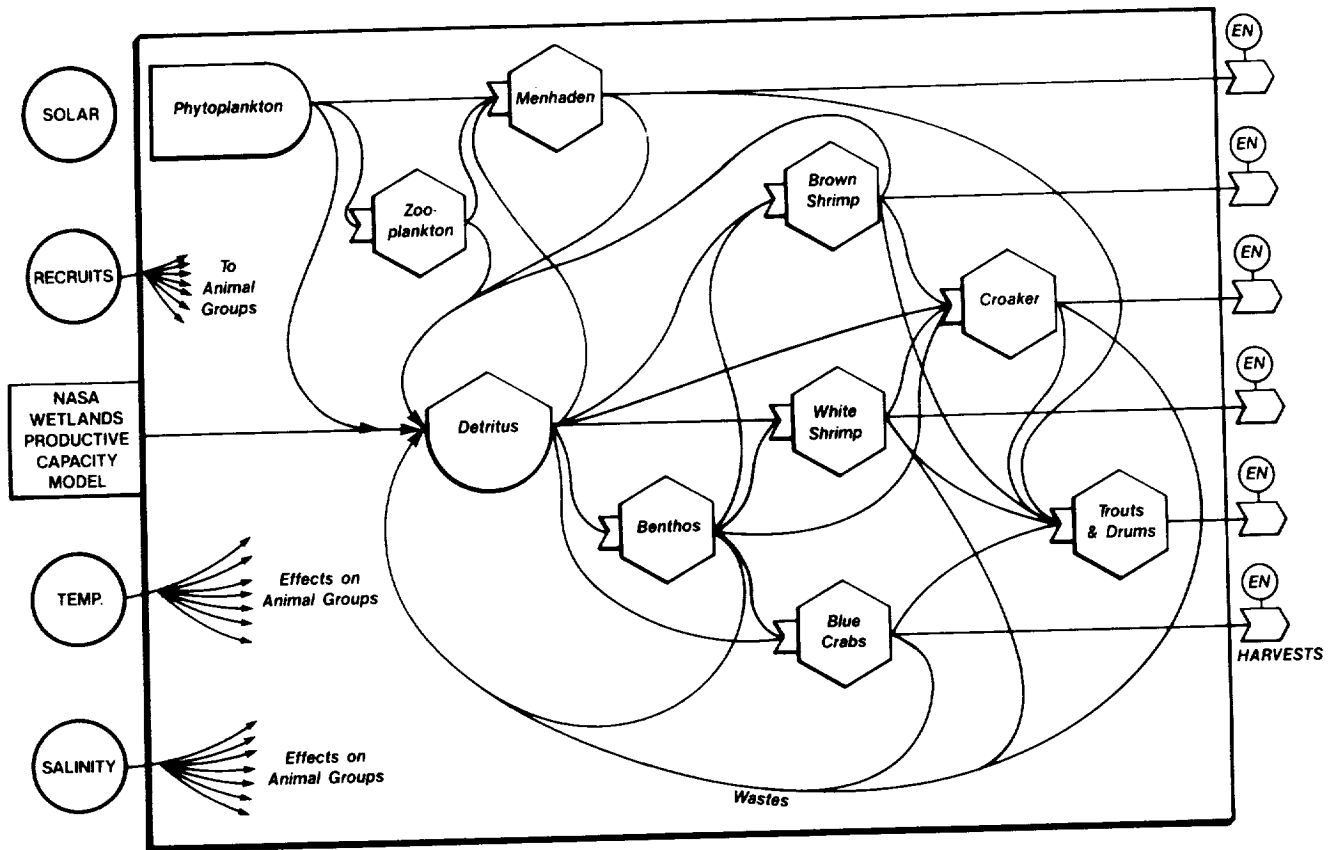 SOLAR
RECRUITS
NASA
WETLANDS
PRODUCTIVE
CAPACITY
MODEL
TEMP.
SALINITY
Phytoplankton
To
Animal
Groups
Effects on
Animal Groups
Effects on
Animal Groups
Menhaden
Zoo-
plankton
Detritus
Benthos
Brown
Shrimp
White
Shrimp
Blue
Crabs
Croaker
Trouts
& Drums
Wastes
EN
EN
EN
EN
EN
EN
HARVESTS